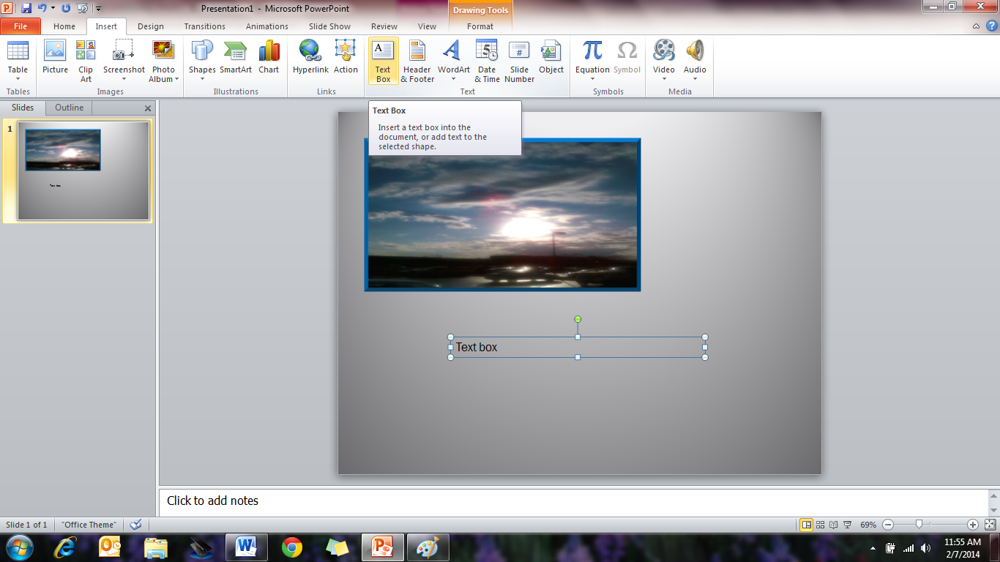 Presentation1 - Microsoft PowerPoint
Drawing Tools
File Home Insert Design Transitions Animations Slide Show Review View Format
Table
Picture
Clip
Art
Screenshot
Photo
Album
Shapes
SmartArt
Chart
Hyperlink
Action
Text
Box
Header
& Footer
WordArt
Date
& Time
Slide
Number
Object
Equation
Symbol
Video
Audio
Tables Images Illustrations Links Text Symbols Media
Slides Outline
1
Text Box
Insert a text box into the
document, or add text to the
selected shape.
Text box
Click to add notes
Slide 1 of 1 "Office Theme" 69%
11:55 AM
2/7/2014